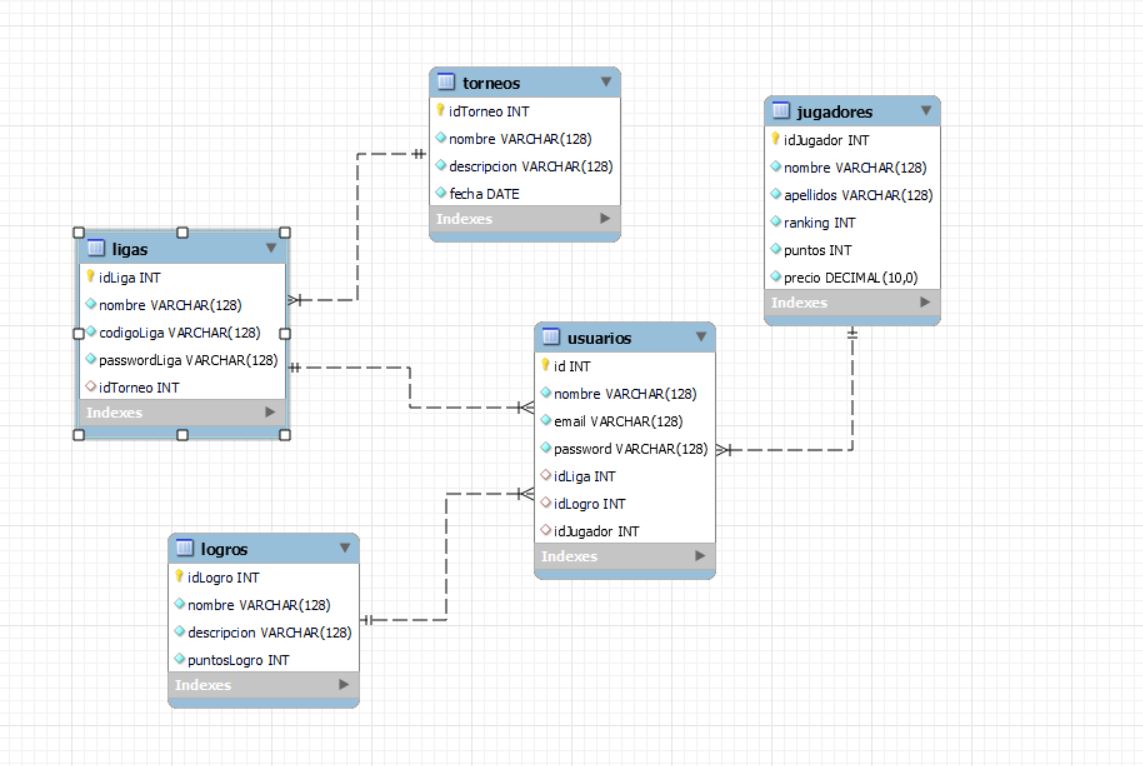 torneos
idTorneo INT
nombre VARCHAR(128)
descripcion VARCHAR(128)
fecha DATE
Indexes
jugadores
idJugador INT
nombre VARCHAR(128)
apellidos VARCHAR(128)
ranking INT
puntos INT
precio DECIMAL(10,0)
Indexes
ligas
idLiga INT
nombre VARCHAR(128)
codigoLiga VARCHAR(128)
passwordLiga VARCHAR(128)
idTorneo INT
Indexes
usuarios
id INT
nombre VARCHAR(128)
email VARCHAR(128)
password VARCHAR(128)
idLiga INT
idLogro INT
idJugador INT
Indexes
logros
idLogro INT
nombre VARCHAR(128)
descripcion VARCHAR(128)
puntosLogro INT
Indexes